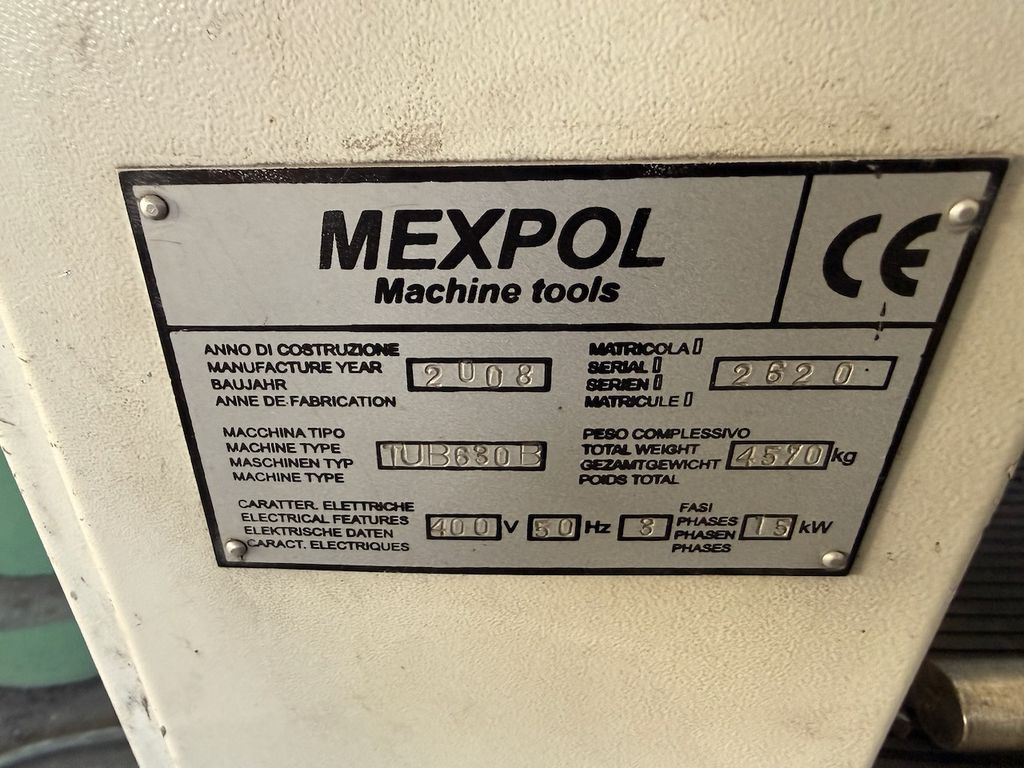 MEXPOL
Machine tools
CE
ANNO DI COSTRUZIONE
MANUFACTURE YEAR
BAUJAHR
ANNE DE FABRICATION
2008
MATRICOLA
SERIAL
SERIEN
MATRICULE
2620
MACCHINA TIPO
MACHINE TYPE
MASCHINEN TYP
MACHINE TYPE
TUB630B
PESO COMPLESSIVO
TOTAL WEIGHT
GEZAMTGEWICHT
POIDS TOTAL
4570 kg
CARATTER. ELETTRICHE
ELECTRICAL FEATURES
ELEKTRISCHE DATEN
CARACT. ELECTRIQUES
400 V 50 Hz 3
FASI
PHASES
PHASEN
PHASES
15 kW